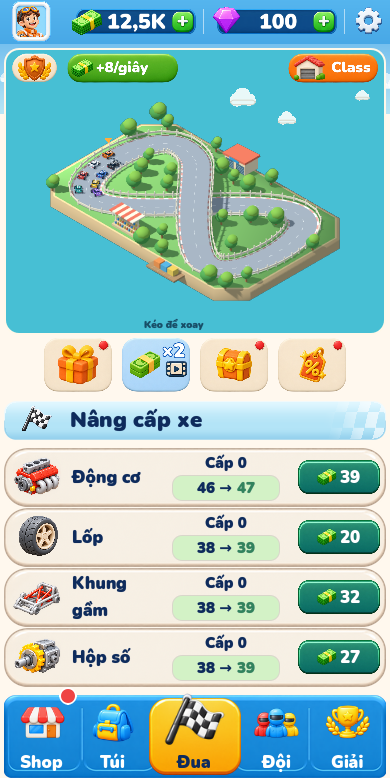 12,5K + 100 +
+8/giây
Class
Kéo để xoay
x2
%
Nâng cấp xe
Động cơ
Cấp 0
46 → 47
39
Lốp
Cấp 0
38 → 39
20
Khung
gầm
Cấp 0
38 → 39
32
Hộp số
Cấp 0
38 → 39
27
Shop Túi Đua Đội Giải